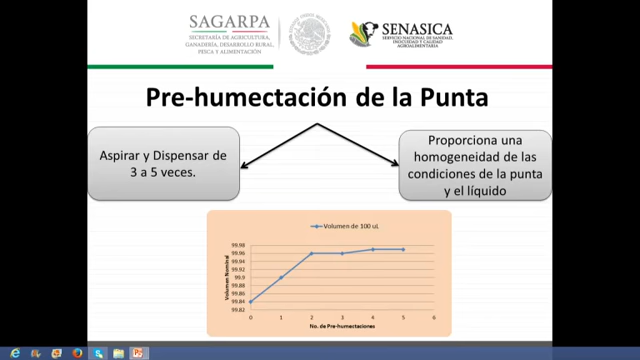 SAGARPA
SECRETARÍA DE AGRICULTURA,
GANADERÍA, DESARROLLO RURAL,
PESCA Y ALIMENTACIÓN
SENASICA
SERVICIO NACIONAL DE SANIDAD,
INOCUIDAD Y CALIDAD
AGROALIMENTARIA
Pre-humectación de la Punta
Aspirar y Dispensar de
3 a 5 veces.
Proporciona una
homogeneidad de las
condiciones de la punta
y el líquido
Volumen de 100 uL
Volumen Nominal
99.98
99.96
99.94
99.92
99.9
99.88
99.86
99.84
99.82
0 1 2 3 4 5 6
No. de Pre-humectaciones